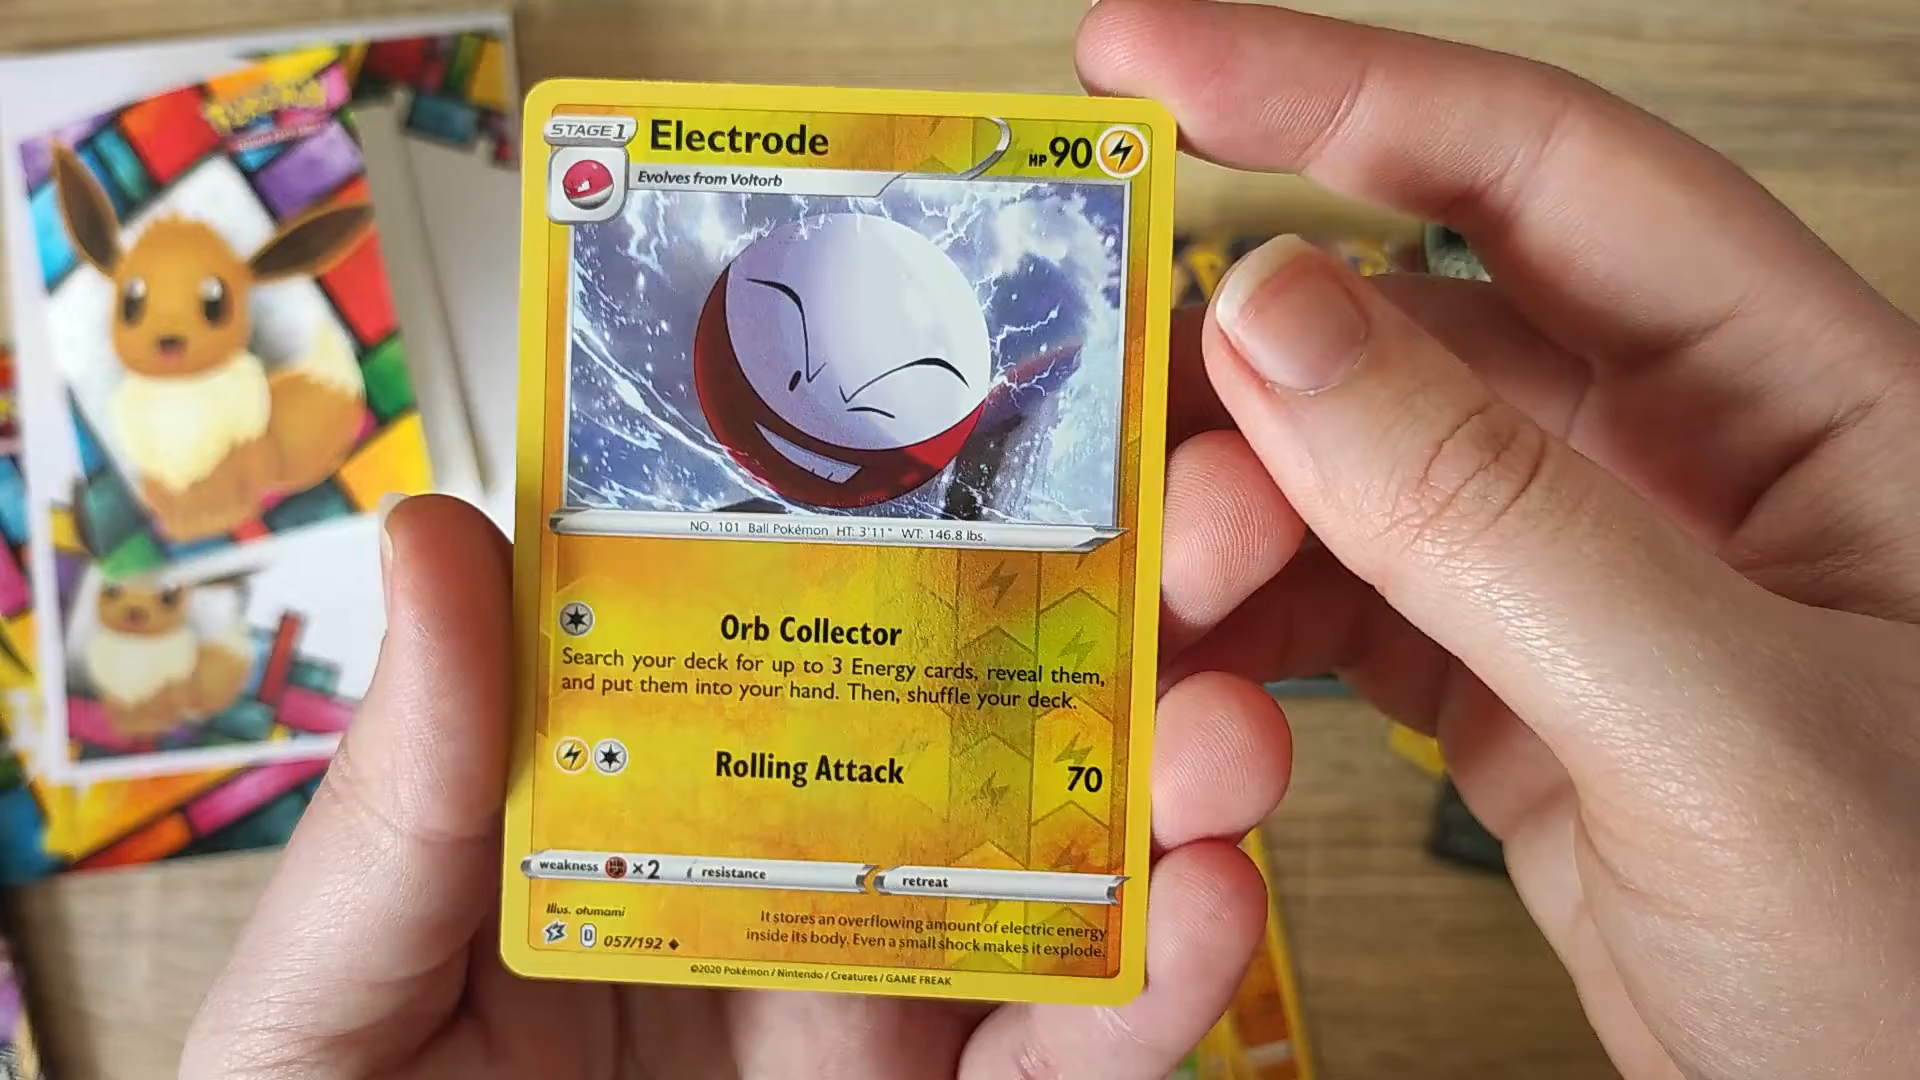 STAGE 1
Electrode
HP 90
Evolves from Voltorb
NO. 101 Ball Pokémon HT: 3'11" WT: 146.8 lbs.
Orb Collector
Search your deck for up to 3 Energy cards, reveal them,
and put them into your hand. Then, shuffle your deck.
Rolling Attack 70
weakness ×2 resistance retreat
Illus. otumami
D 057/192
It stores an overflowing amount of electric energy
inside its body. Even a small shock makes it explode.
©2020 Pokémon / Nintendo / Creatures / GAME FREAK